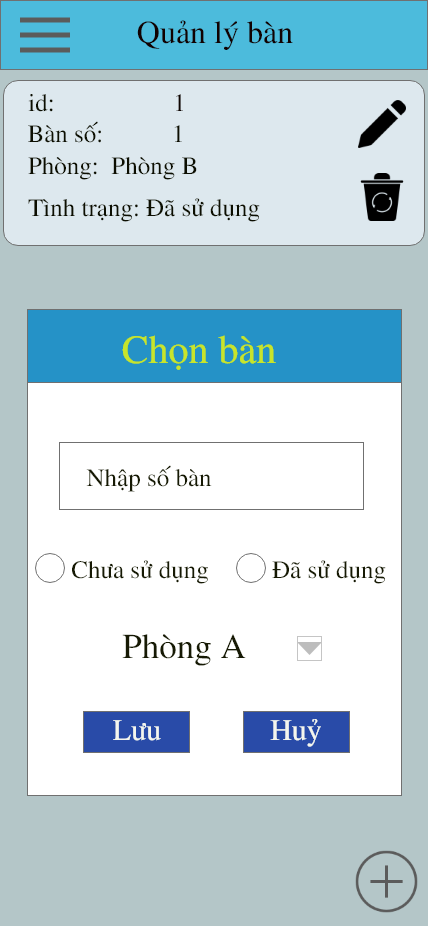 Quản lý bàn
id: 1
Bàn số: 1
Phòng: Phòng B
Tình trạng: Đã sử dụng
Chọn bàn
Nhập số bàn
Chưa sử dụng Đã sử dụng
Phòng A
Lưu Huỷ